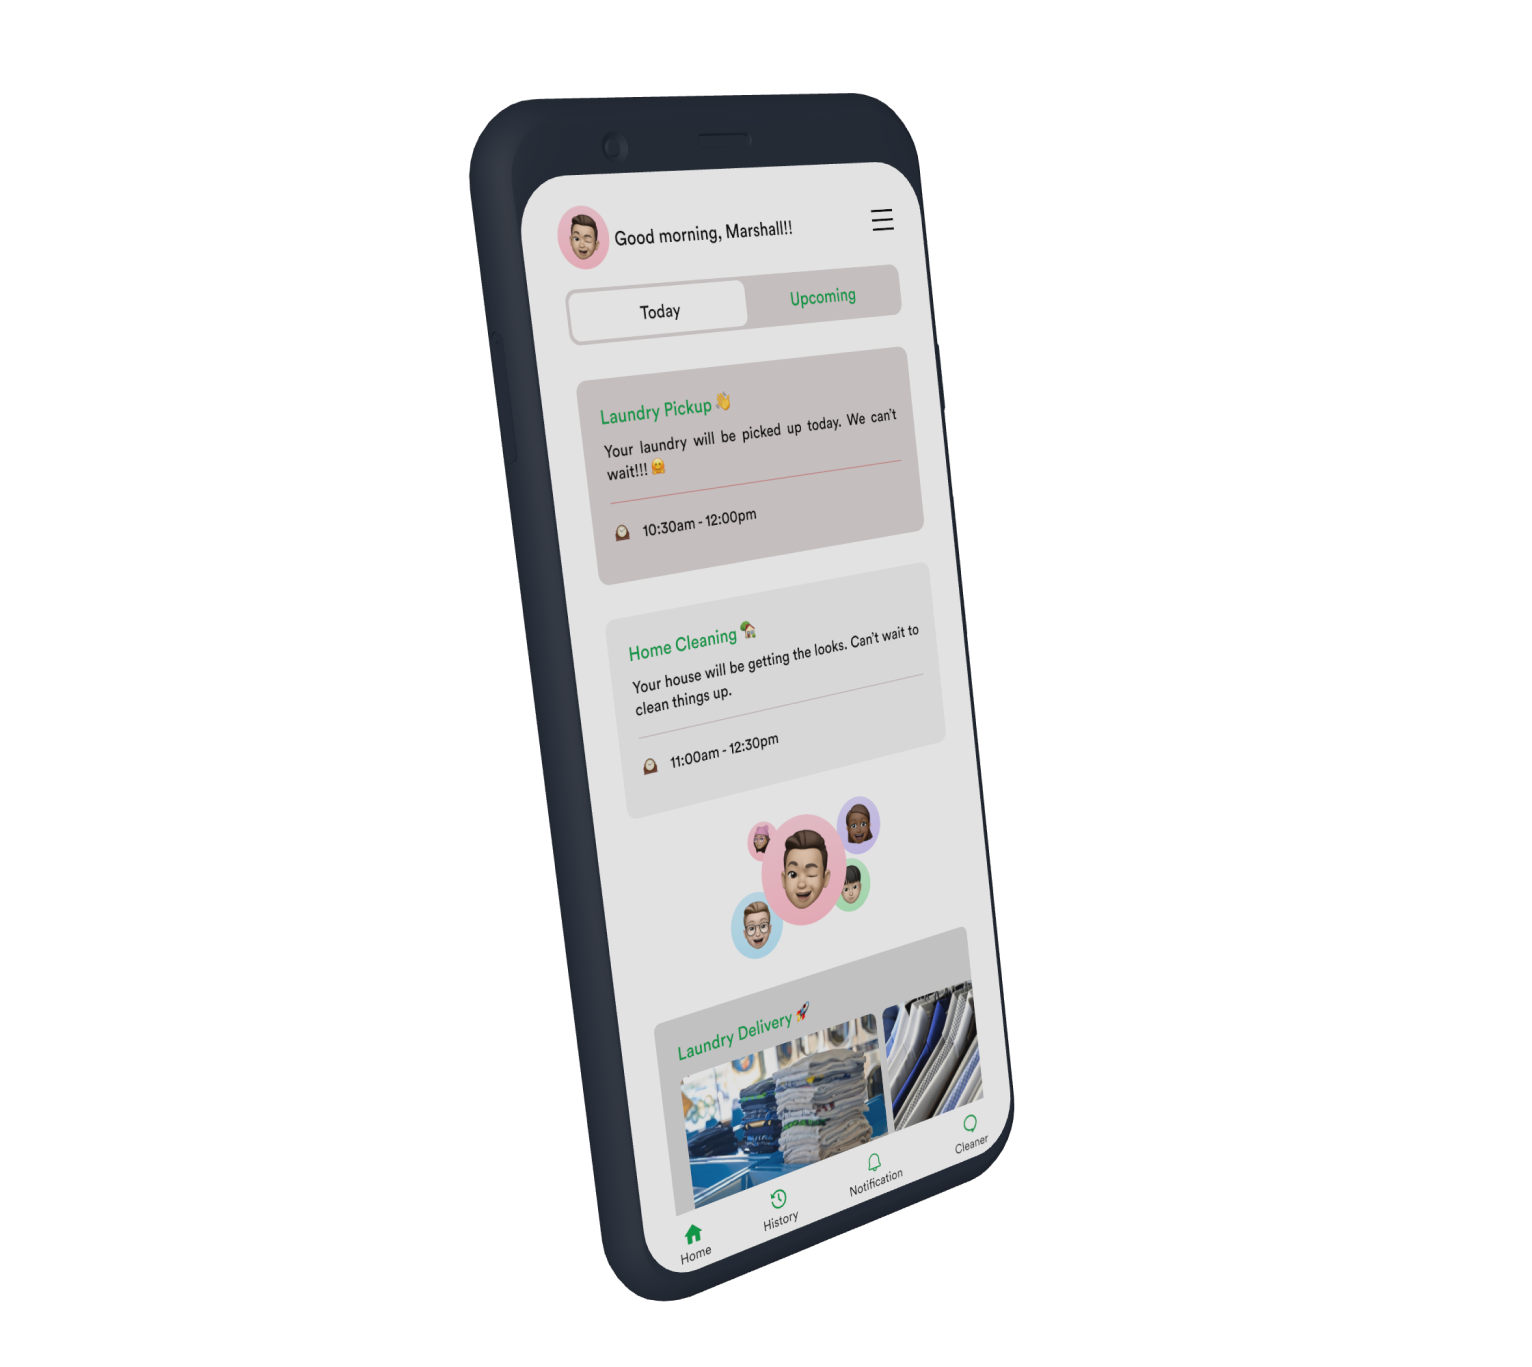 Good morning, Marshall!!
Today
Upcoming
Laundry Pickup 👋
Your laundry will be picked up today. We can't
wait!!! 🤗
🕰️ 10:30am - 12:00pm
Home Cleaning 🏡
Your house will be getting the looks. Can't wait to
clean things up.
🕰️ 11:00am - 12:30pm
Laundry Delivery 🚀
Home
History
Notification
Cleaner